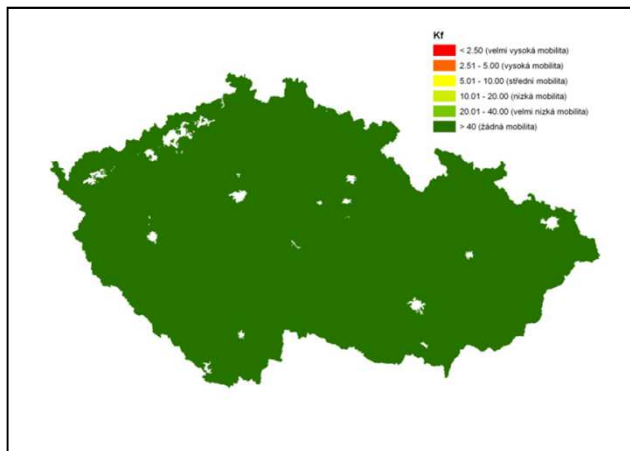 Kf
< 2.50 (velmi vysoká mobilita)
2.51 - 5.00 (vysoká mobilita)
5.01 - 10.00 (střední mobilita)
10.01 - 20.00 (nízká mobilita)
20.01 - 40.00 (velmi nízká mobilita)
> 40 (žádná mobilita)